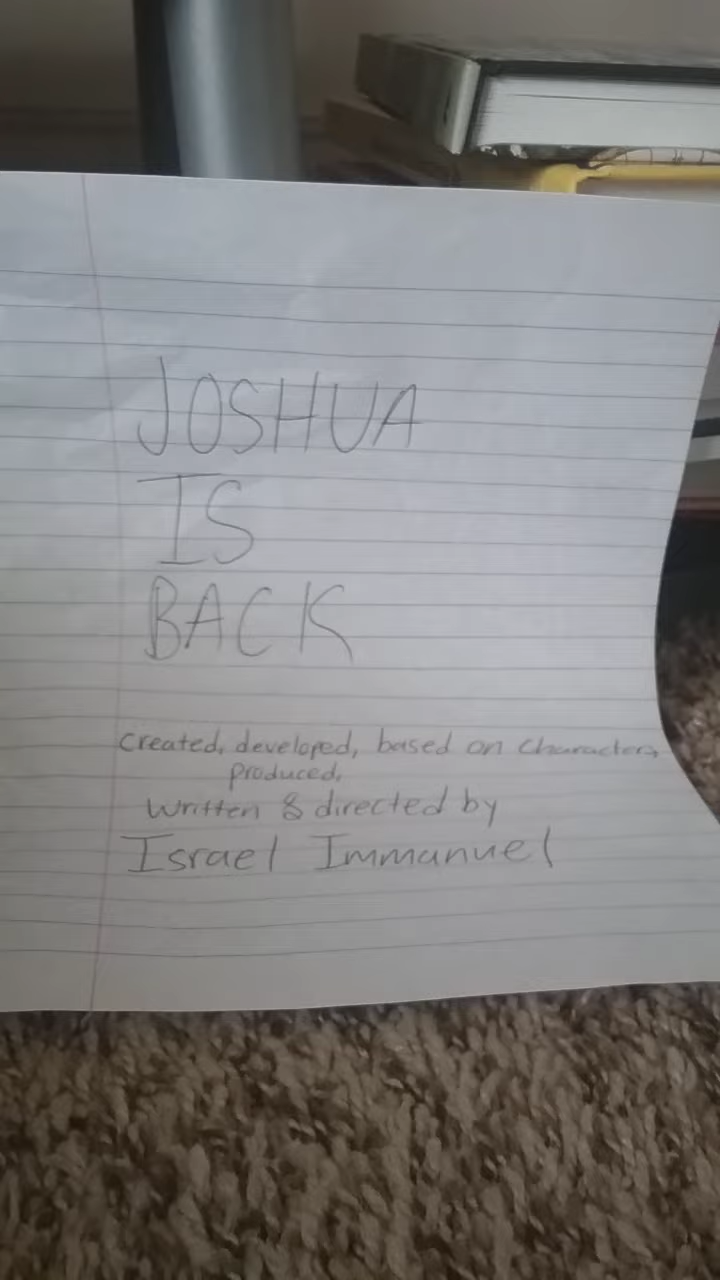 JOSHUA
IS
BACK
created, developed, based on characters,
produced,
written & directed by
Israel Immanuel